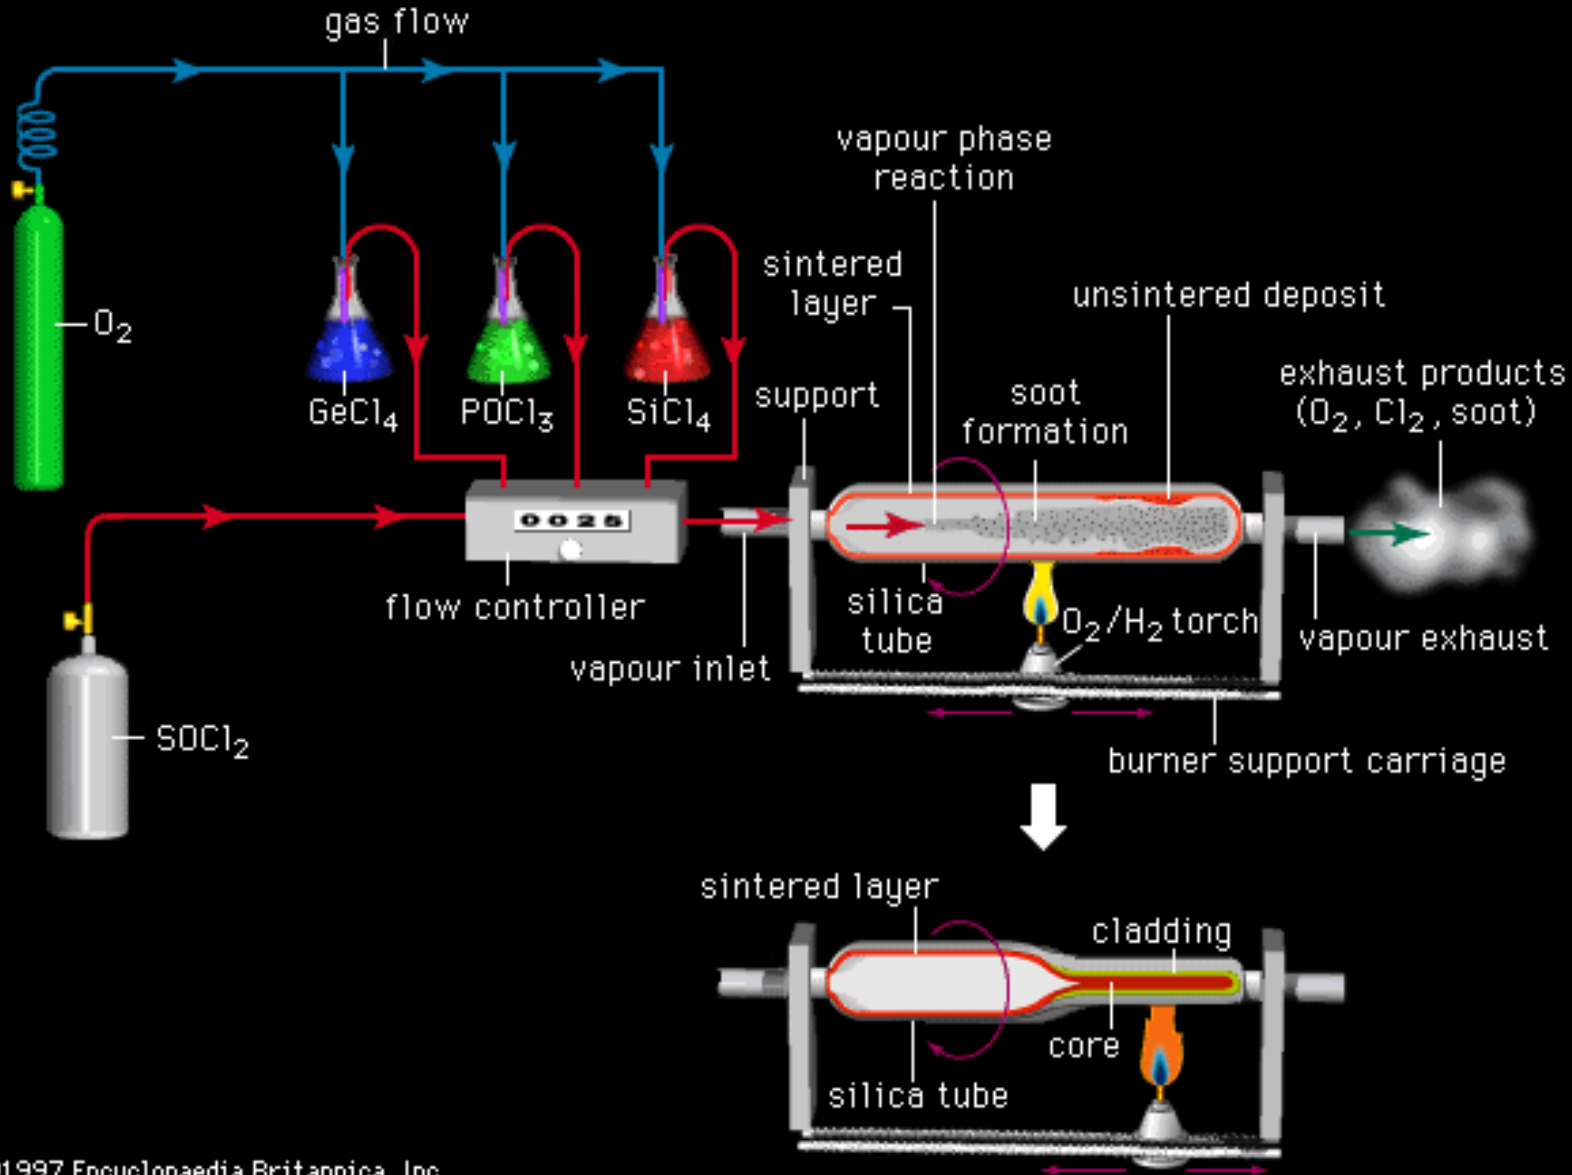 gas flow
vapour phase
reaction
sintered
layer
unsintered deposit
O₂
exhaust products
(O₂, Cl₂, soot)
support
soot
formation
GeCl₄
POCl₃
SiCl₄
0025
flow controller
silica
tube
O₂/H₂ torch
vapour inlet
vapour exhaust
SOCl₂
burner support carriage
sintered layer
cladding
core
silica tube
©1997 Encyclopaedia Britannica, Inc.